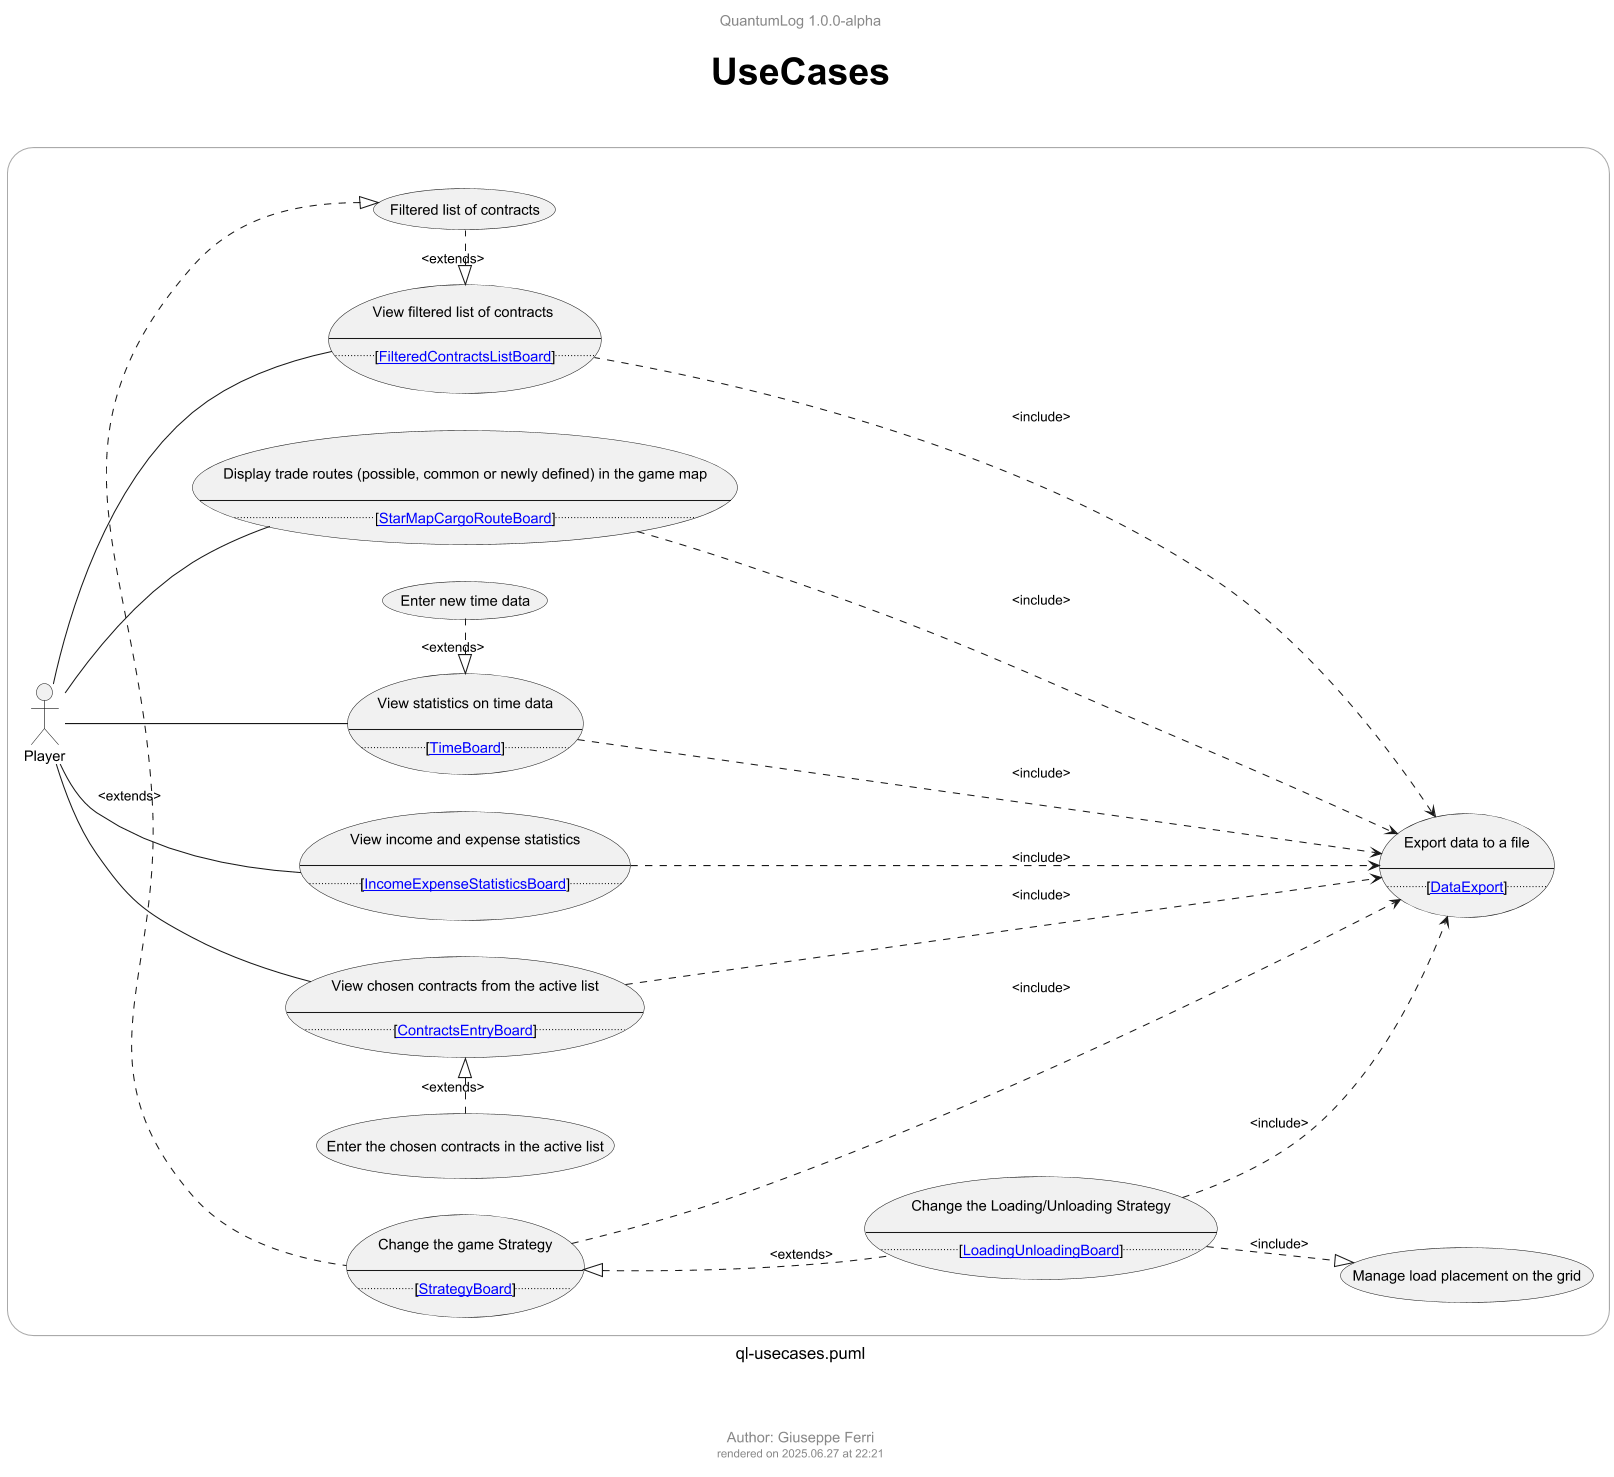 QuantumLog 1.0.0-alpha
UseCases
Filtered list of contracts
<extends>
View filtered list of contracts
[FilteredContractsListBoard]
<include>
Display trade routes (possible, common or newly defined) in the game map
[StarMapCargoRouteBoard]
<include>
Enter new time data
<extends>
View statistics on time data
[TimeBoard]
<include>
Player
<extends>
View income and expense statistics
[IncomeExpenseStatisticsBoard]
<include>
Export data to a file
[DataExport]
<include>
View chosen contracts from the active list
[ContractsEntryBoard]
<include>
<extends>
Enter the chosen contracts in the active list
<include>
Change the Loading/Unloading Strategy
[LoadingUnloadingBoard]
Change the game Strategy
[StrategyBoard]
<extends>
<include>
Manage load placement on the grid
ql-usecases.puml
Author: Giuseppe Ferri
rendered on 2025.06.27 at 22:21